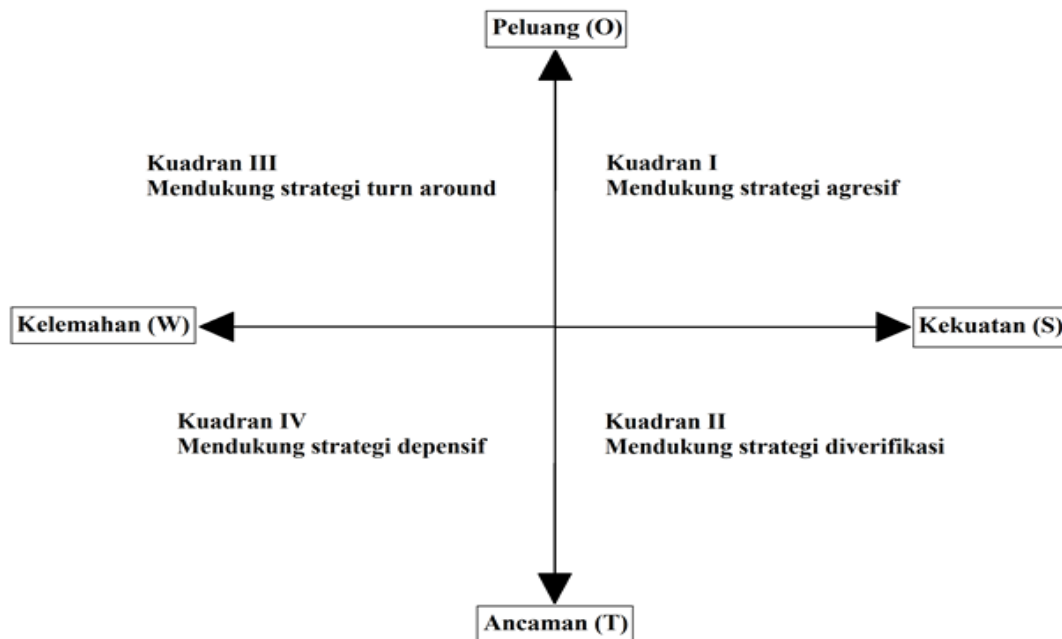 Peluang (O)
Kuadran III
Mendukung strategi turn around
Kuadran I
Mendukung strategi agresif
Kelemahan (W)
Kekuatan (S)
Kuadran IV
Mendukung strategi depensif
Kuadran II
Mendukung strategi diverifikasi
Ancaman (T)